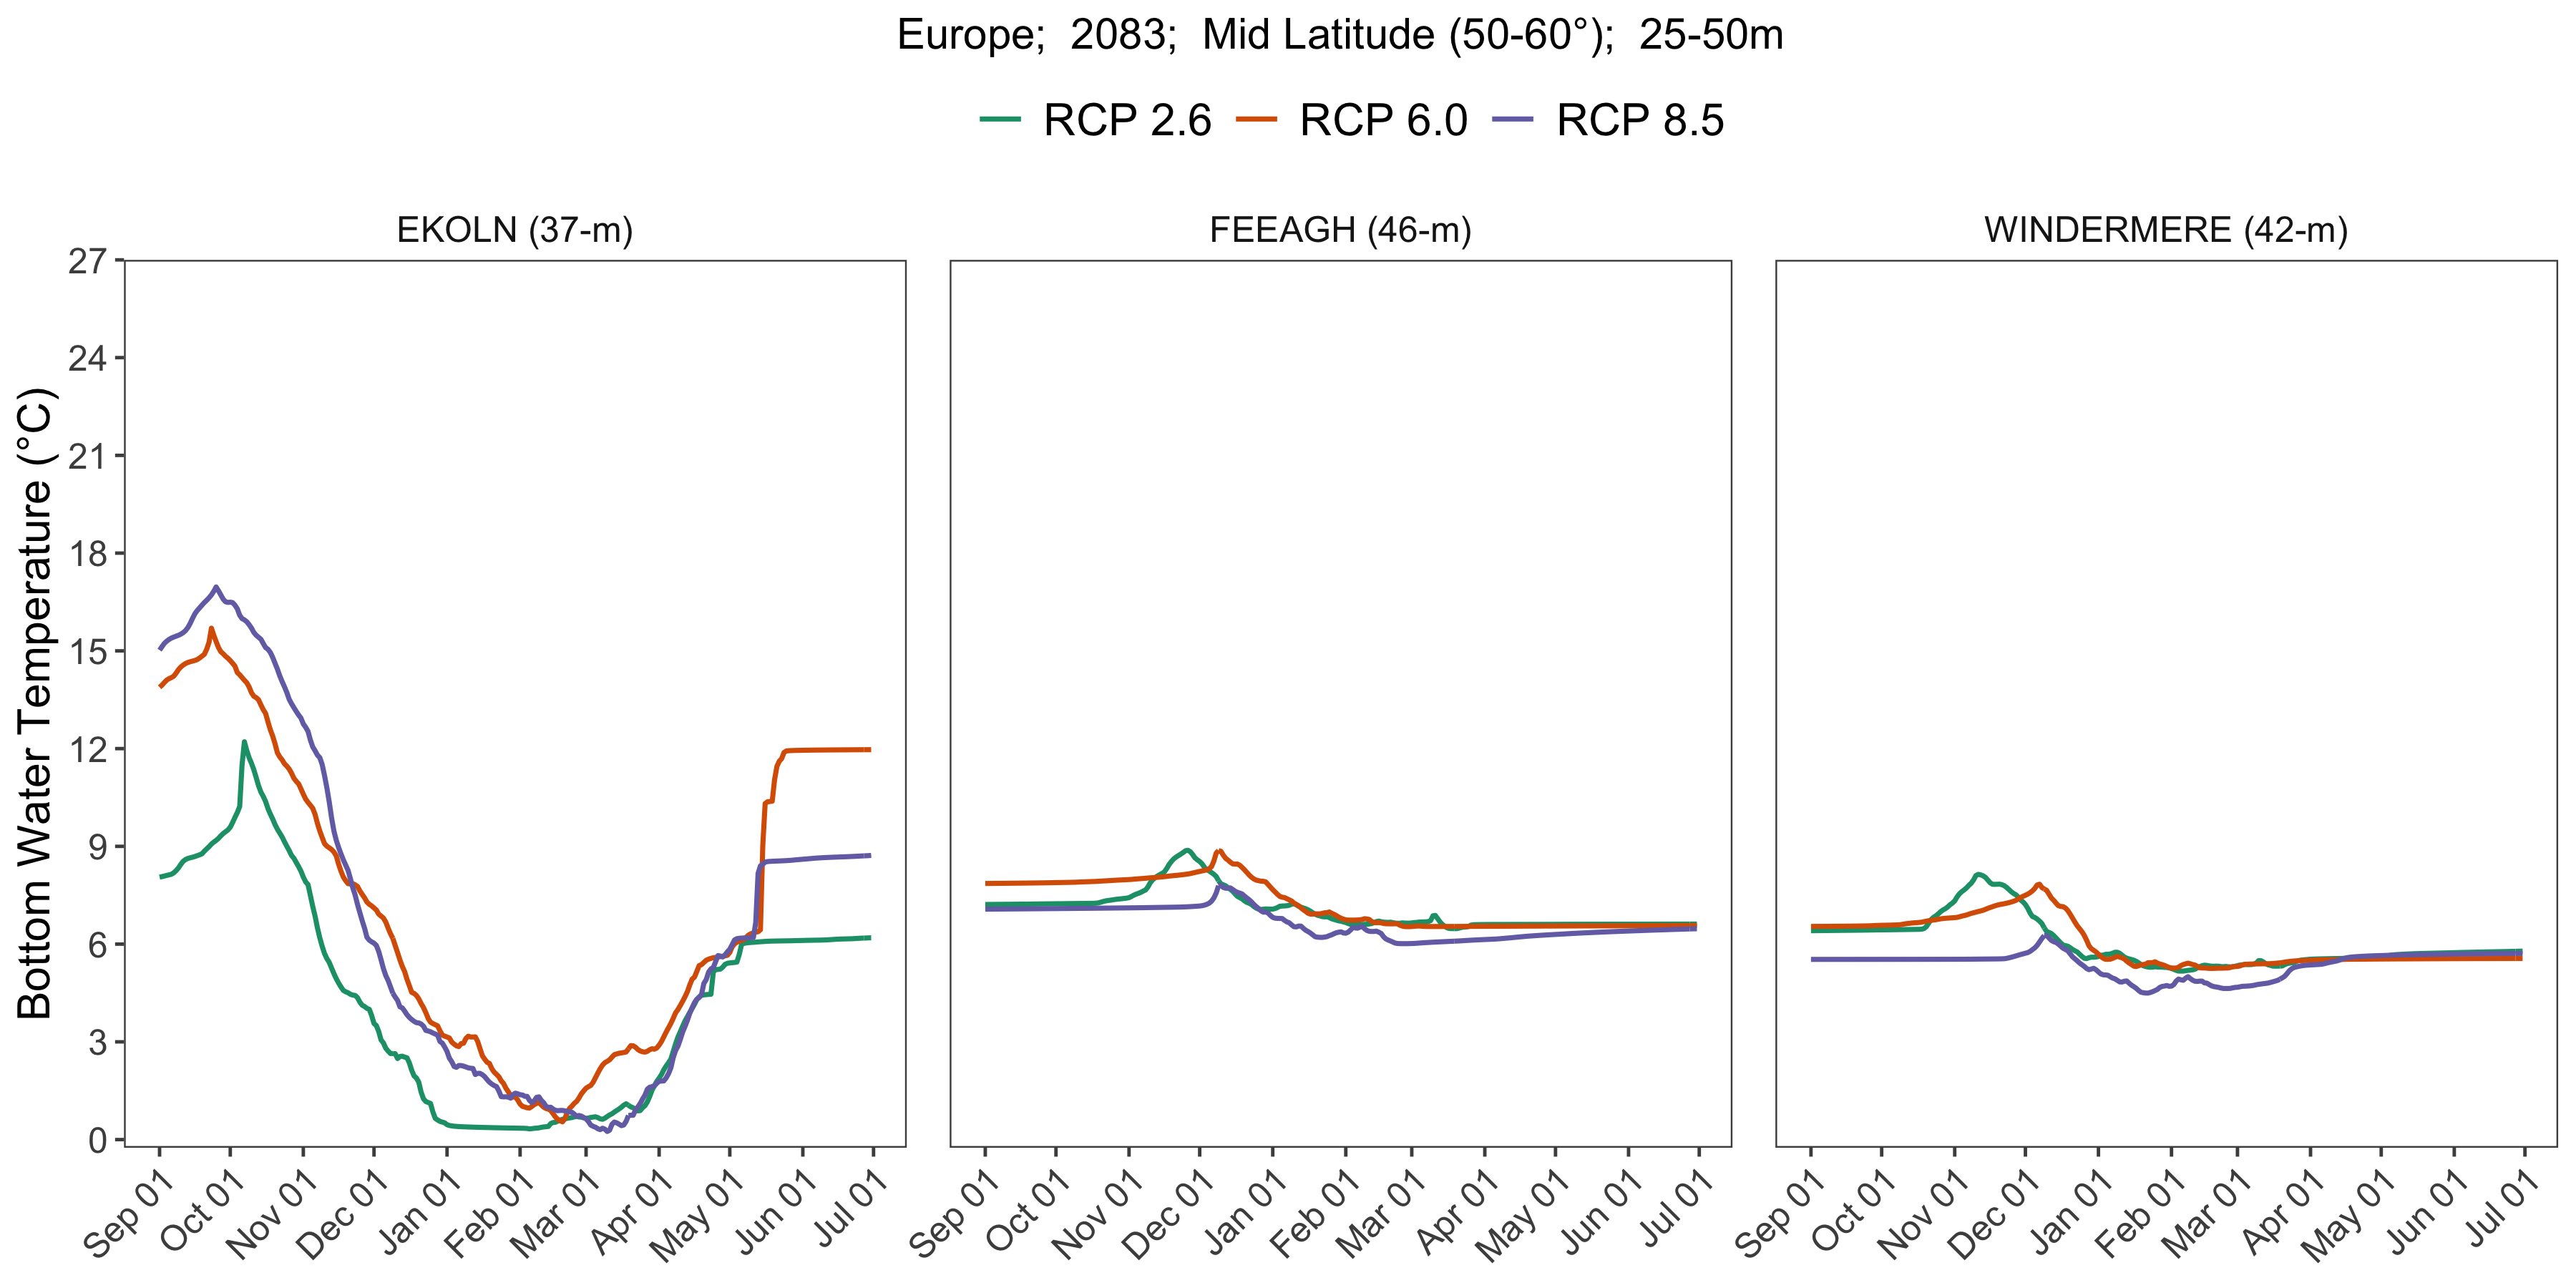 Europe;  2083;  Mid Latitude (50-60°);  25-50m
RCP 2.6 RCP 6.0 RCP 8.5
EKOLN (37-m) FEEAGH (46-m) WINDERMERE (42-m)
Bottom Water Temperature (°C)
27
24
21
18
15
12
9
6
3
0
Sep 01 Oct 01 Nov 01 Dec 01 Jan 01 Feb 01 Mar 01 Apr 01 May 01 Jun 01 Jul 01
Sep 01 Oct 01 Nov 01 Dec 01 Jan 01 Feb 01 Mar 01 Apr 01 May 01 Jun 01 Jul 01
Sep 01 Oct 01 Nov 01 Dec 01 Jan 01 Feb 01 Mar 01 Apr 01 May 01 Jun 01 Jul 01